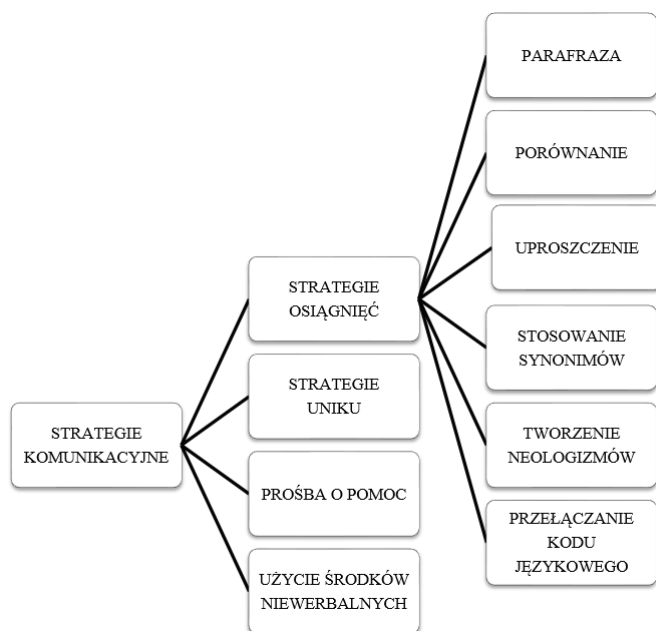 STRATEGIE
KOMUNIKACYJNE
STRATEGIE
OSIĄGNIĘĆ
STRATEGIE
UNIKU
PROŚBA O POMOC
UŻYCIE ŚRODKÓW
NIEWERBALNYCH
PARAFRAZA
PORÓWNANIE
UPROSZCZENIE
STOSOWANIE
SYNONIMÓW
TWORZENIE
NEOLOGIZMÓW
PRZEŁĄCZANIE
KODU
JĘZYKOWEGO